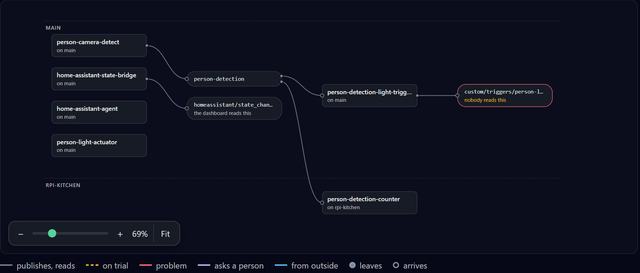 MAIN
person-camera-detect
on main
home-assistant-state-bridge
on main
home-assistant-agent
on main
person-light-actuator
on main
person-detection
homeassistant/state_chan…
the dashboard reads this
person-detection-light-trigg…
on main
custom/triggers/person-l…
nobody reads this
RPI-KITCHEN
person-detection-counter
on rpi-kitchen
− + 69% Fit
publishes, reads on trial problem asks a person from outside leaves arrives